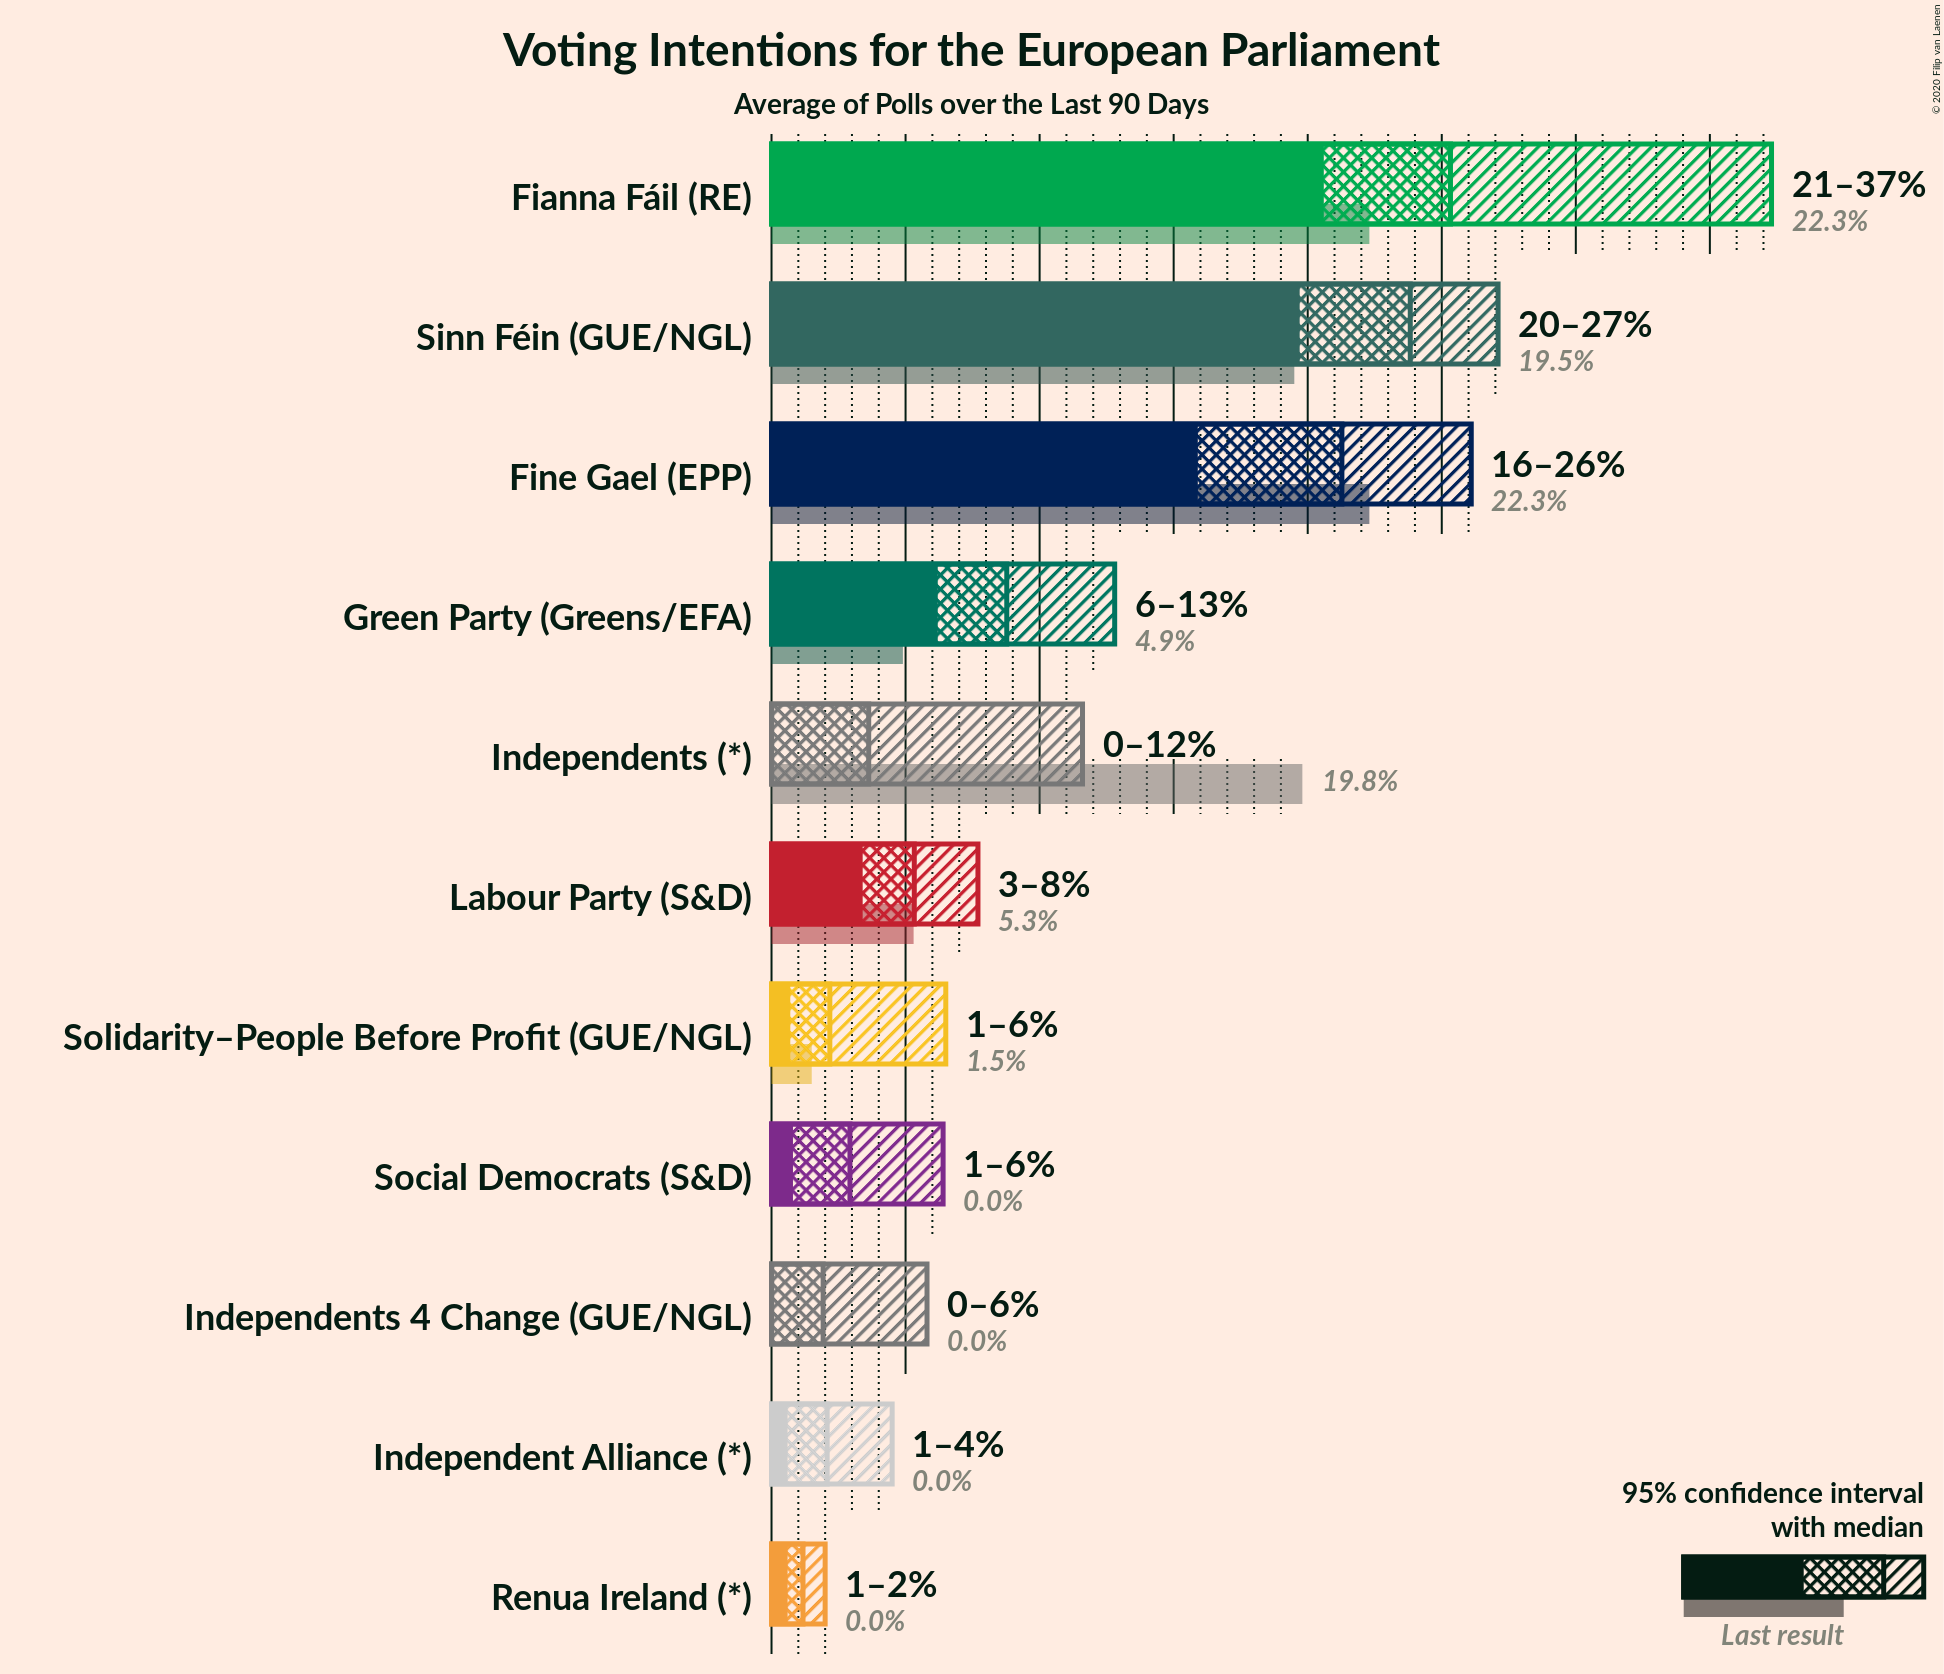 Voting Intentions for the European Parliament
Average of Polls over the Last 90 Days
© 2020 Filip van Laenen
Fianna Fáil (RE)
21–37%
22.3%
Sinn Féin (GUE/NGL)
20–27%
19.5%
Fine Gael (EPP)
16–26%
22.3%
Green Party (Greens/EFA)
6–13%
4.9%
Independents (*)
0–12%
19.8%
Labour Party (S&D)
3–8%
5.3%
Solidarity–People Before Profit (GUE/NGL)
1–6%
1.5%
Social Democrats (S&D)
1–6%
0.0%
Independents 4 Change (GUE/NGL)
0–6%
0.0%
Independent Alliance (*)
1–4%
0.0%
Renua Ireland (*)
1–2%
0.0%
95% confidence interval
with median
Last result